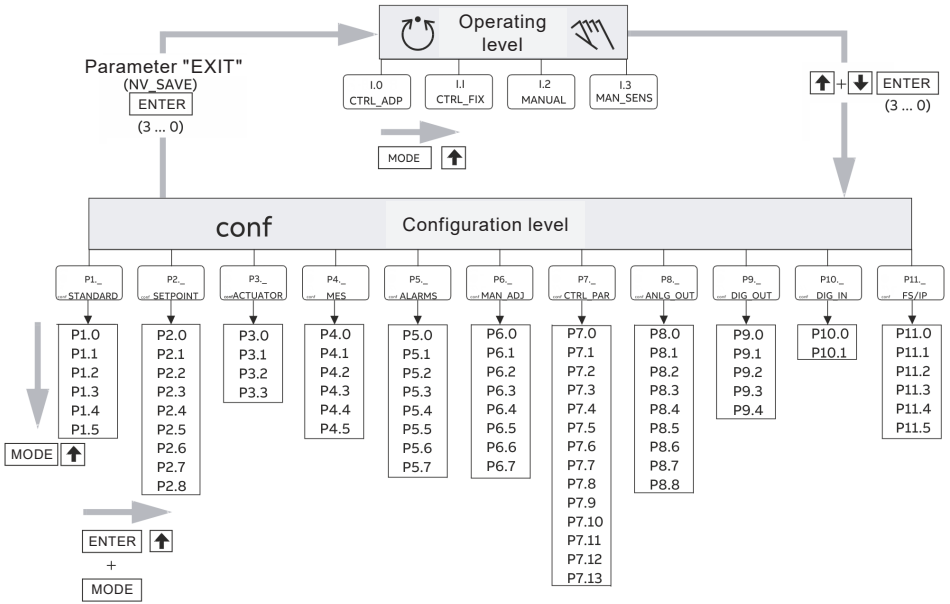 Operating
level
Parameter "EXIT"
(NV_SAVE)
ENTER
(3 ... 0)
I.0
CTRL_ADP
I.1
CTRL_FIX
I.2
MANUAL
I.3
MAN_SENS
+ ENTER
(3 ... 0)
MODE
conf
Configuration level
P1._
conf STANDARD
P2._
conf SETPOINT
P3._
conf ACTUATOR
P4._
conf MES
P5._
conf ALARMS
P6._
conf MAN_ADJ
P7._
conf CTRL_PAR
P8._
conf ANLG_OUT
P9._
conf DIG_OUT
P10._
conf DIG_IN
P11._
conf FS/IP
P1.0
P1.1
P1.2
P1.3
P1.4
P1.5
P2.0
P2.1
P2.2
P2.3
P2.4
P2.5
P2.6
P2.7
P2.8
P3.0
P3.1
P3.2
P3.3
P4.0
P4.1
P4.2
P4.3
P4.4
P4.5
P5.0
P5.1
P5.2
P5.3
P5.4
P5.5
P5.6
P5.7
P6.0
P6.1
P6.2
P6.3
P6.4
P6.5
P6.6
P6.7
P7.0
P7.1
P7.2
P7.3
P7.4
P7.5
P7.6
P7.7
P7.8
P7.9
P7.10
P7.11
P7.12
P7.13
P8.0
P8.1
P8.2
P8.3
P8.4
P8.5
P8.6
P8.7
P8.8
P9.0
P9.1
P9.2
P9.3
P9.4
P10.0
P10.1
P11.0
P11.1
P11.2
P11.3
P11.4
P11.5
MODE
ENTER
+
MODE